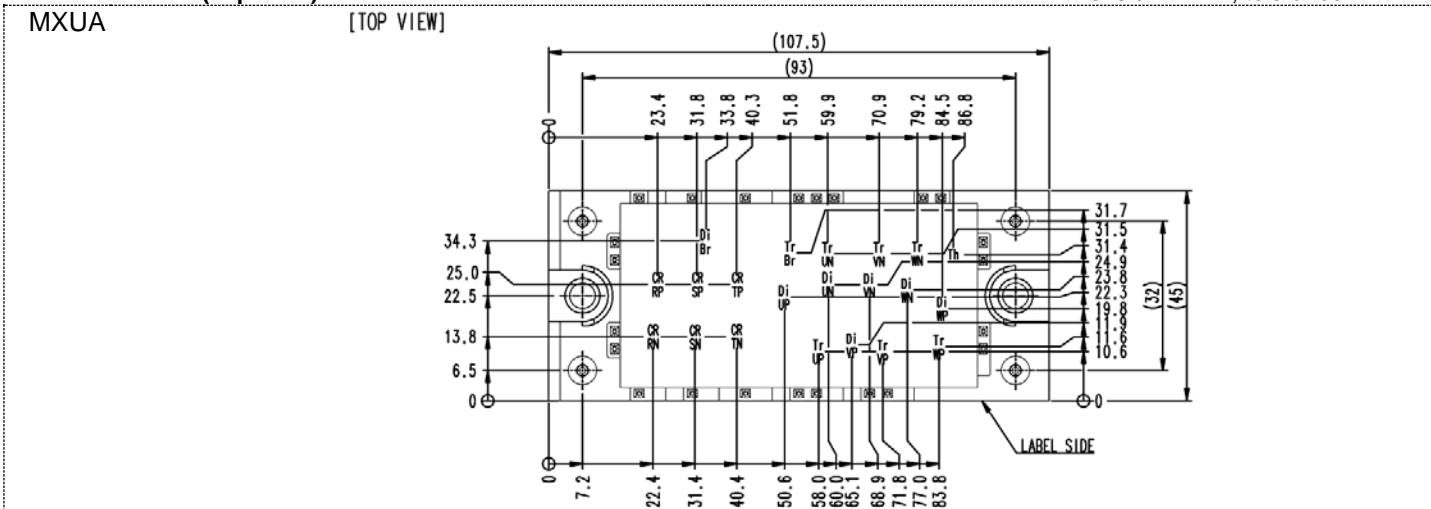 MXUA
[TOP VIEW]
(107.5)
(93)
0
23.4
31.8
33.8
40.3
51.8
59.9
70.9
79.2
84.5
86.8
34.3
25.0
22.5
13.8
6.5
0
Di Br
Tr Br
Tr UN
Tr VN
Tr WN
Th
CR RP
CR SP
CR TP
Di UP
Di UN
Di VN
Di WN
Di WP
CR RN
CR SN
CR TN
Tr UP
Di VP
Tr VP
Tr WP
31.7
31.5
31.4
24.9
23.8
22.3
19.8
11.9
11.6
10.6
0
(32)
(45)
LABEL SIDE
0
7.2
22.4
31.4
40.4
50.6
58.0
60.0
65.1
68.9
71.8
77.0
83.8